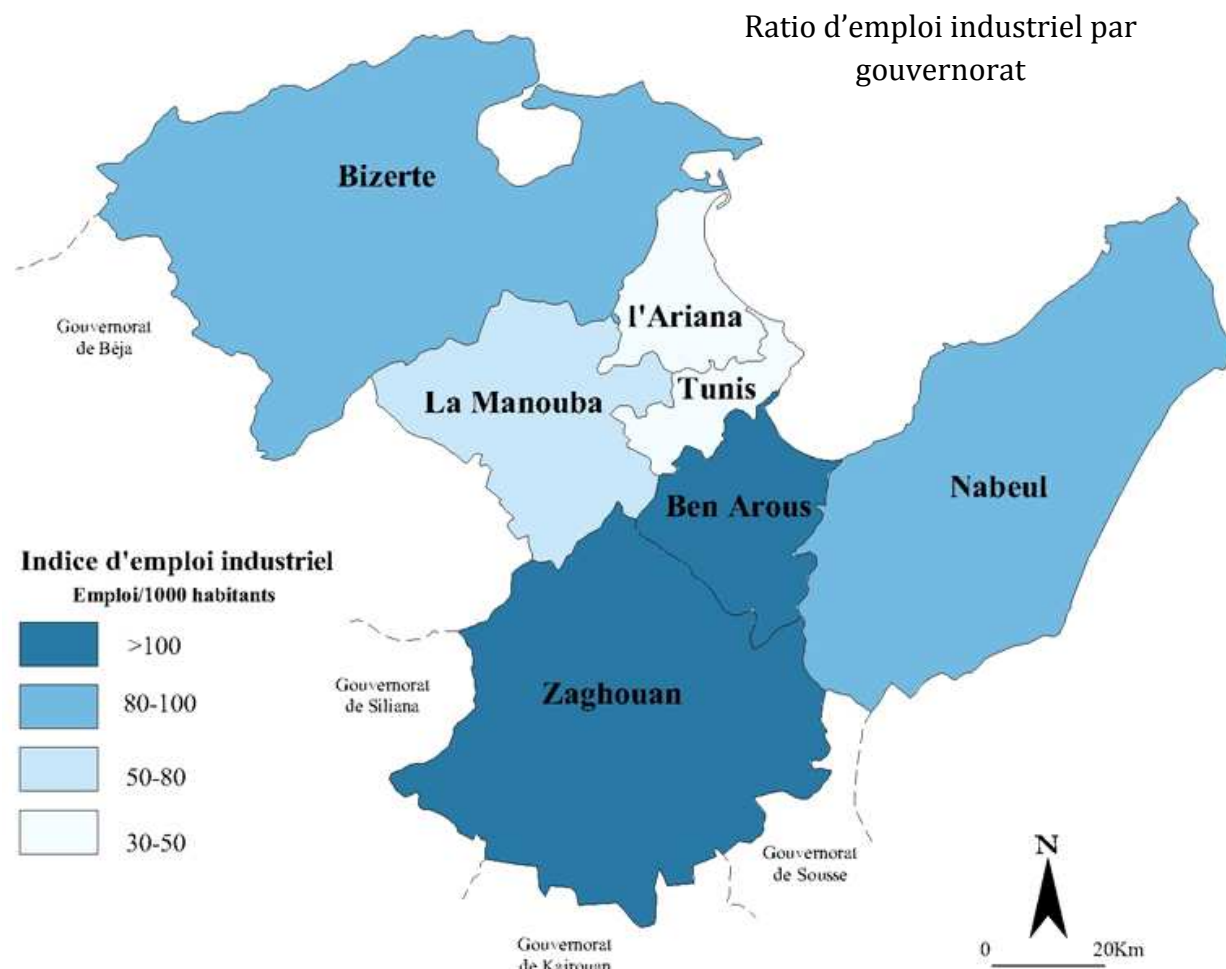 Ratio d'emploi industriel par
gouvernorat
Bizerte
l'Ariana
Gouvernorat
de Béja
Tunis
La Manouba
Nabeul
Ben Arous
Indice d'emploi industriel
Emploi/1000 habitants
>100
80-100
50-80
30-50
Gouvernorat
de Siliana
Zaghouan
Gouvernorat
de Sousse
N
0 20Km
Gouvernorat
de Kairouan